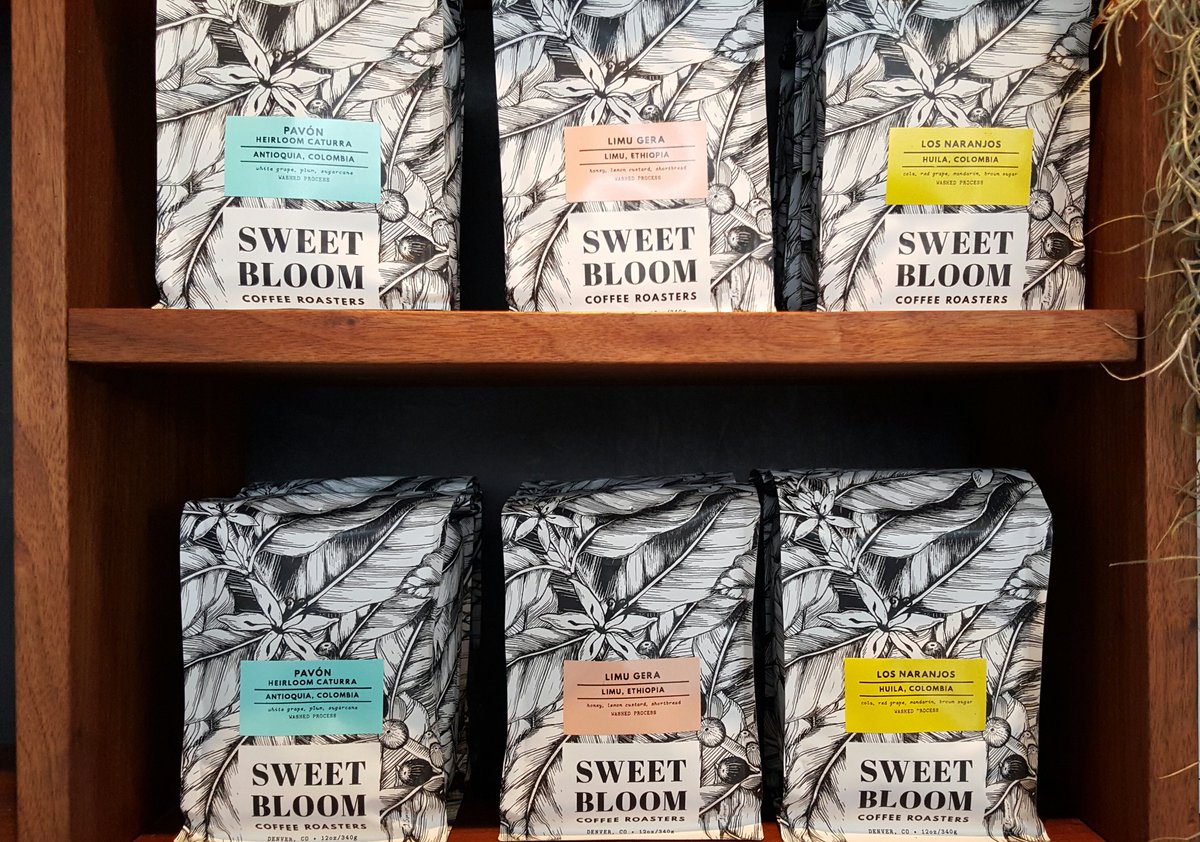 PAVÓN
HEIRLOOM CATURRA
ANTIOQUIA, COLOMBIA
white grape, plum, sugarcane
WASHED PROCESS
SWEET
BLOOM
COFFEE ROASTERS
LIMU GERA
LIMU, ETHIOPIA
honey, lemon custard, shortbread
WASHED PROCESS
SWEET
BLOOM
COFFEE ROASTERS
LOS NARANJOS
HUILA, COLOMBIA
cola, red grape, mandarin, brown sugar
WASHED PROCESS
SWEET
BLOOM
COFFEE ROASTERS
PAVÓN
HEIRLOOM CATURRA
ANTIOQUIA, COLOMBIA
white grape, plum, sugarcane
WASHED PROCESS
SWEET
BLOOM
COFFEE ROASTERS
DENVER, CO • 12oz/340g
LIMU GERA
LIMU, ETHIOPIA
honey, lemon custard, shortbread
WASHED PROCESS
SWEET
BLOOM
COFFEE ROASTERS
DENVER, CO • 12oz/340g
LOS NARANJOS
HUILA, COLOMBIA
cola, red grape, mandarin, brown sugar
WASHED PROCESS
SWEET
BLOOM
COFFEE ROASTERS
DENVER, CO • 12oz/340g